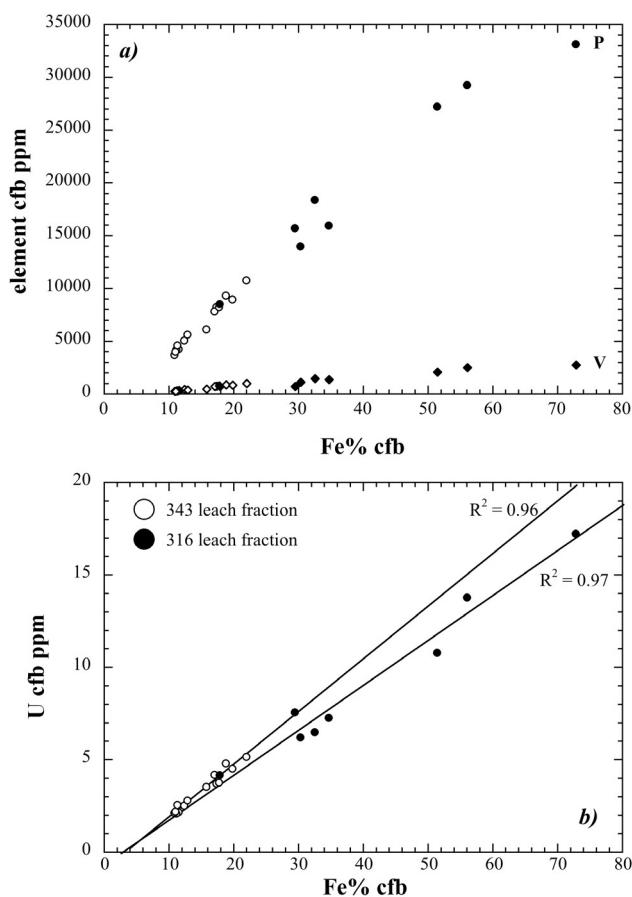 a)
P
V
35000
30000
25000
20000
15000
10000
5000
0
element cfb ppm
0 10 20 30 40 50 60 70 80
Fe% cfb
343 leach fraction
316 leach fraction
R² = 0.96
R² = 0.97
b)
20
15
10
5
0
U cfb ppm
0 10 20 30 40 50 60 70 80
Fe% cfb